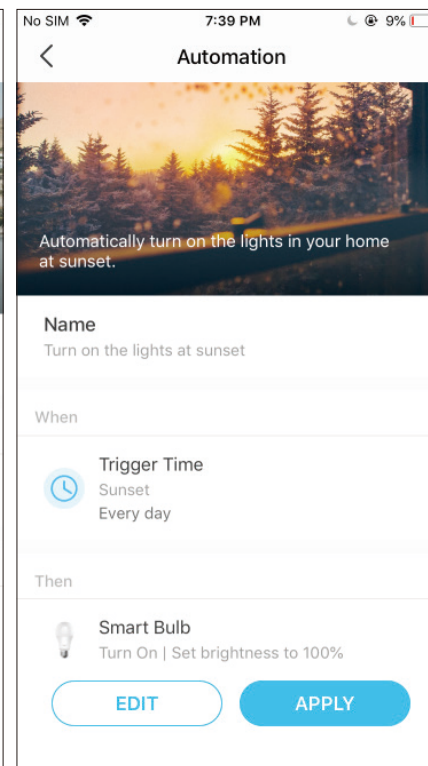 No SIM 7:39 PM 9%
Automation
Automatically turn on the lights in your home
at sunset.
Name
Turn on the lights at sunset
When
Trigger Time
Sunset
Every day
Then
Smart Bulb
Turn On | Set brightness to 100%
EDIT APPLY